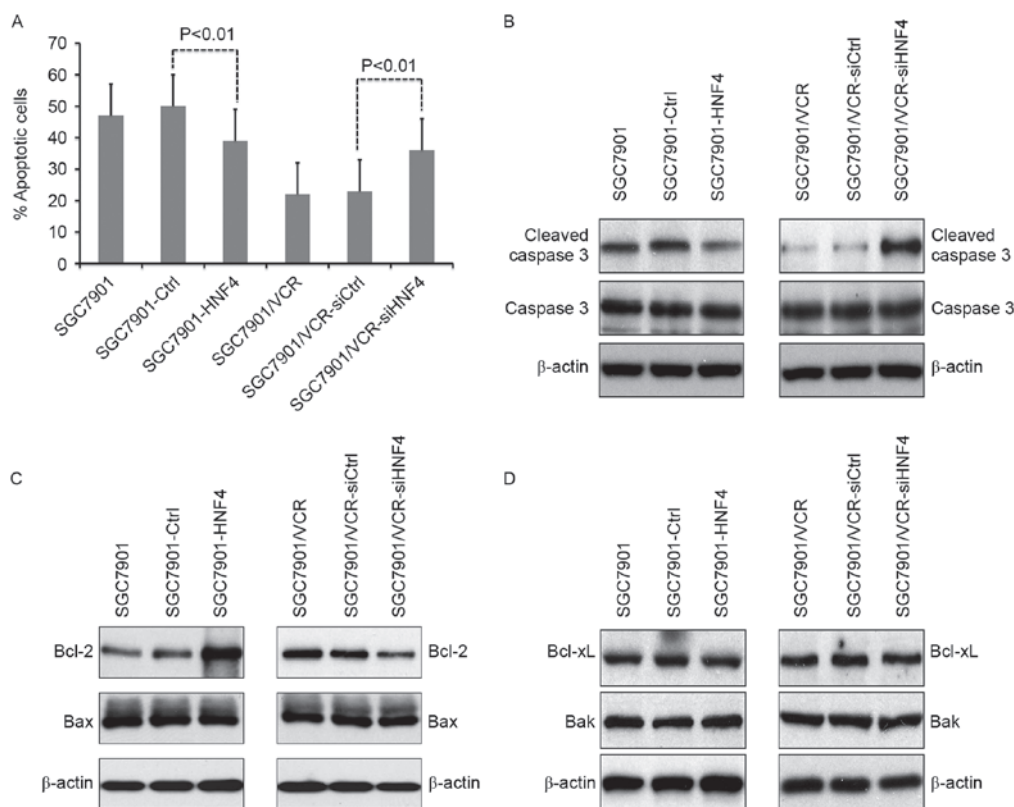 A
P<0.01
P<0.01
% Apoptotic cells
70
60
50
40
30
20
10
0
SGC7901
SGC7901-Ctrl
SGC7901-HNF4
SGC7901/VCR
SGC7901/VCR-siCtrl
SGC7901/VCR-siHNF4
B
SGC7901
SGC7901-Ctrl
SGC7901-HNF4
SGC7901/VCR
SGC7901/VCR-siCtrl
SGC7901/VCR-siHNF4
Cleaved
caspase 3
Cleaved
caspase 3
Caspase 3
Caspase 3
β-actin
β-actin
C
SGC7901
SGC7901-Ctrl
SGC7901-HNF4
SGC7901/VCR
SGC7901/VCR-siCtrl
SGC7901/VCR-siHNF4
Bcl-2
Bcl-2
Bax
Bax
β-actin
β-actin
D
SGC7901
SGC7901-Ctrl
SGC7901-HNF4
SGC7901/VCR
SGC7901/VCR-siCtrl
SGC7901/VCR-siHNF4
Bcl-xL
Bcl-xL
Bak
Bak
β-actin
β-actin